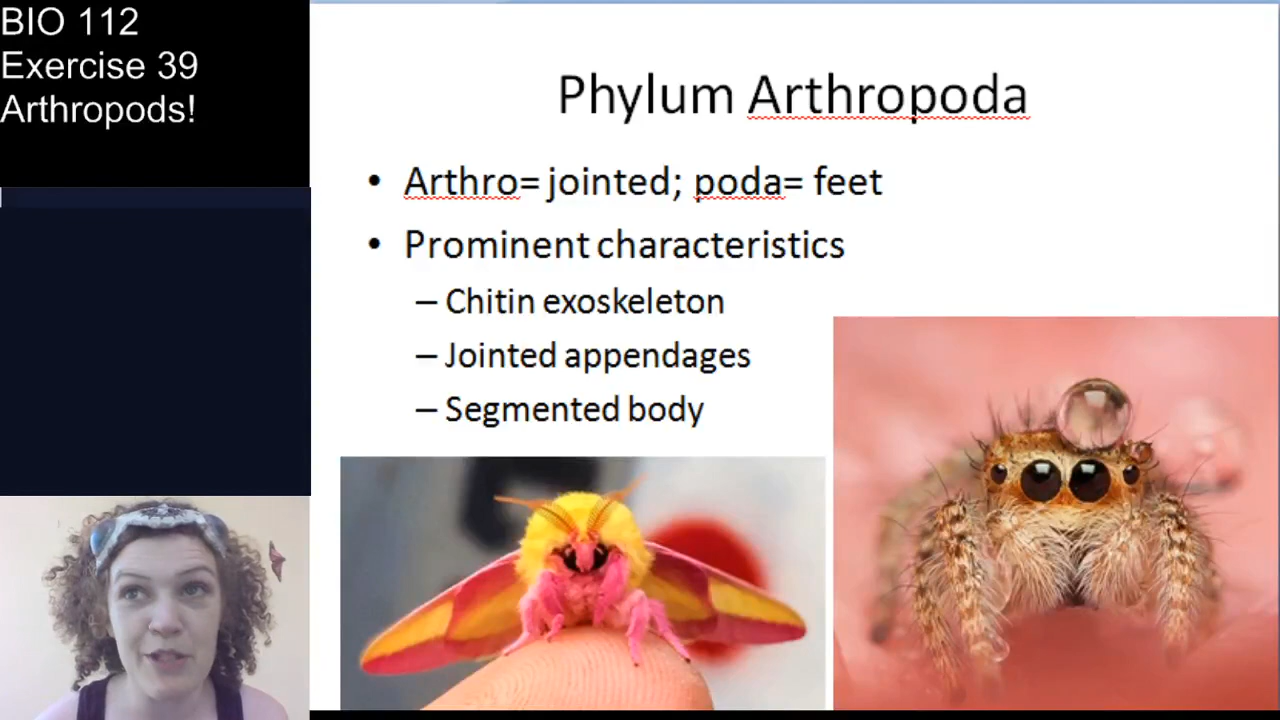 BIO 112
Exercise 39
Arthropods!
Phylum Arthropoda
• Arthro= jointed; poda= feet
• Prominent characteristics
– Chitin exoskeleton
– Jointed appendages
– Segmented body